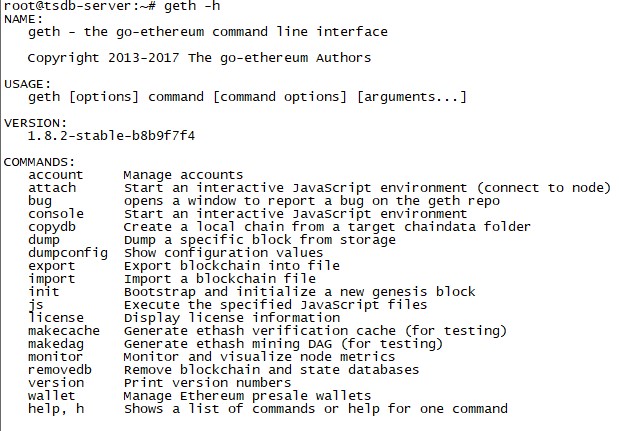 root@tsdb-server:~# geth -h
NAME:
   geth - the go-ethereum command line interface

   Copyright 2013-2017 The go-ethereum Authors

USAGE:
   geth [options] command [command options] [arguments...]

VERSION:
   1.8.2-stable-b8b9f7f4

COMMANDS:
   account     Manage accounts
   attach      Start an interactive JavaScript environment (connect to node)
   bug         opens a window to report a bug on the geth repo
   console     Start an interactive JavaScript environment
   copydb      Create a local chain from a target chaindata folder
   dump        Dump a specific block from storage
   dumpconfig  Show configuration values
   export      Export blockchain into file
   import      Import a blockchain file
   init        Bootstrap and initialize a new genesis block
   js          Execute the specified JavaScript files
   license     Display license information
   makecache   Generate ethash verification cache (for testing)
   makedag     Generate ethash mining DAG (for testing)
   monitor     Monitor and visualize node metrics
   removedb    Remove blockchain and state databases
   version     Print version numbers
   wallet      Manage Ethereum presale wallets
   help, h     Shows a list of commands or help for one command